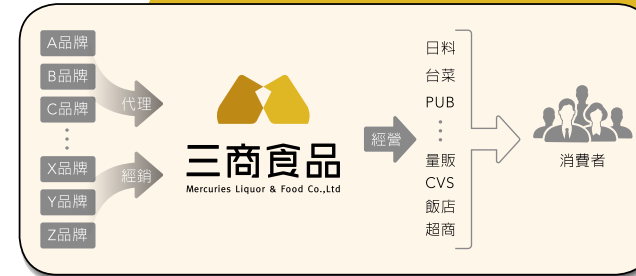 A品牌
B品牌
C品牌
X品牌
Y品牌
Z品牌
代理
經銷
三商食品
Mercuries Liquor & Food Co.,Ltd
經營
日料
台菜
PUB
量販
CVS
飯店
超商
消費者